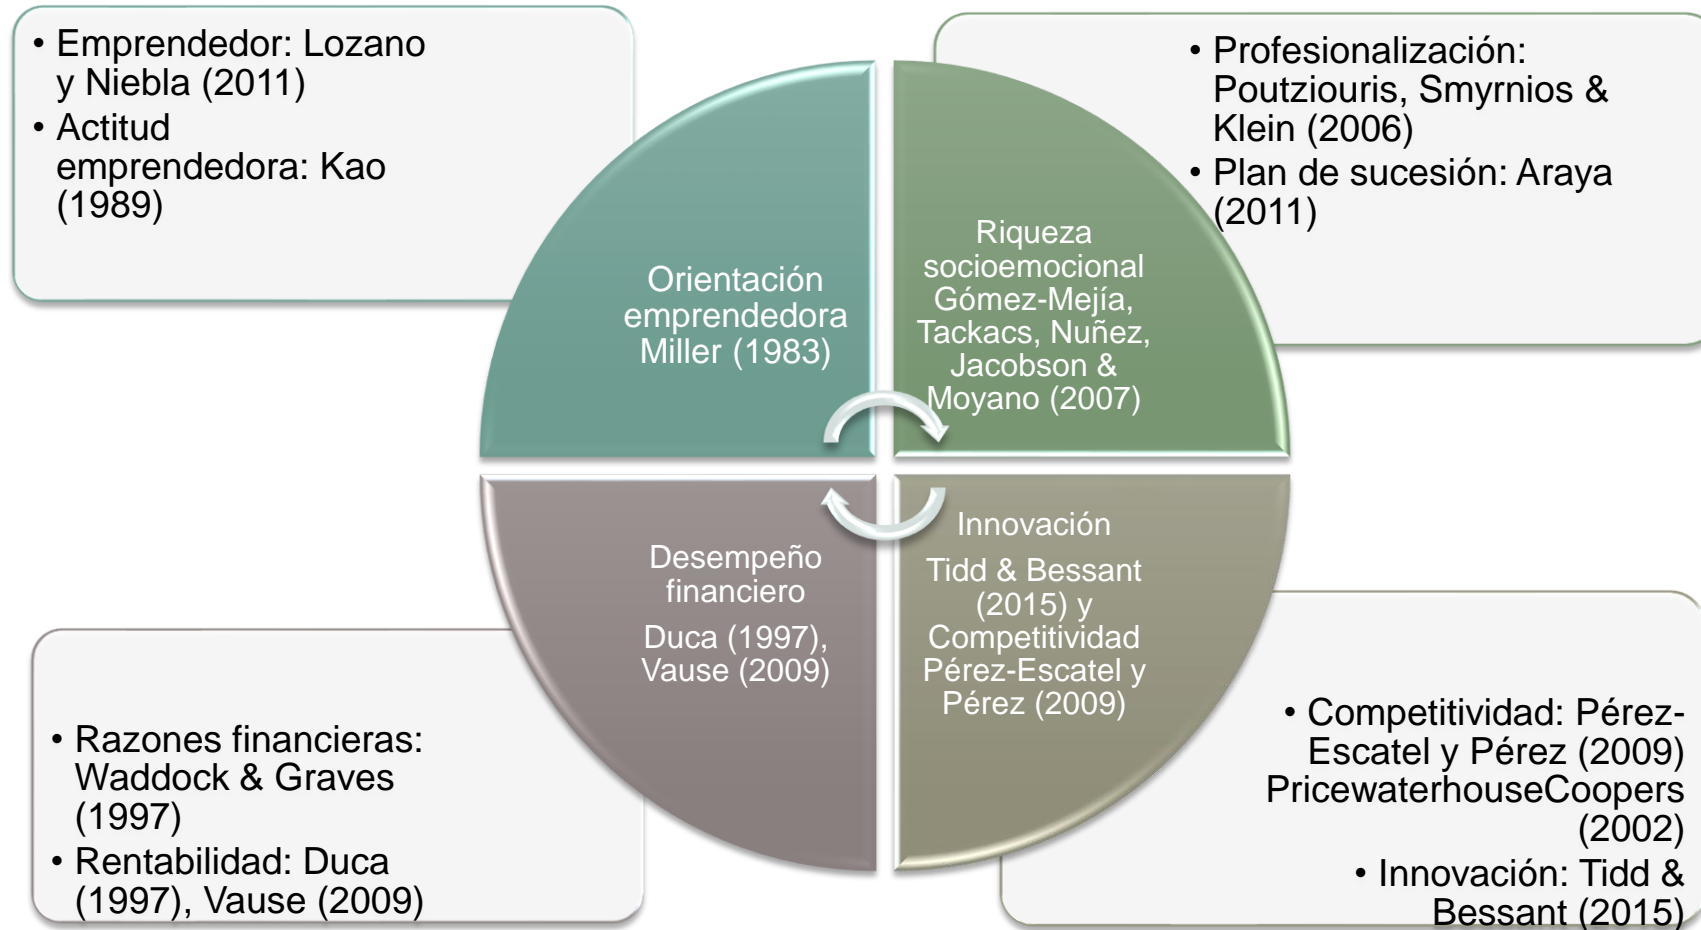 • Emprendedor: Lozano
y Niebla (2011)
• Actitud
emprendedora: Kao
(1989)
• Profesionalización:
Poutziouris, Smyrnios &
Klein (2006)
• Plan de sucesión: Araya
(2011)
Orientación
emprendedora
Miller (1983)
Riqueza
socioemocional
Gómez-Mejía,
Tackacs, Nuñez,
Jacobson &
Moyano (2007)
Desempeño
financiero
Duca (1997),
Vause (2009)
Innovación
Tidd & Bessant
(2015) y
Competitividad
Pérez-Escatel y
Pérez (2009)
• Razones financieras:
Waddock & Graves
(1997)
• Rentabilidad: Duca
(1997), Vause (2009)
• Competitividad: Pérez-
Escatel y Pérez (2009)
PricewaterhouseCoopers
(2002)
• Innovación: Tidd &
Bessant (2015)